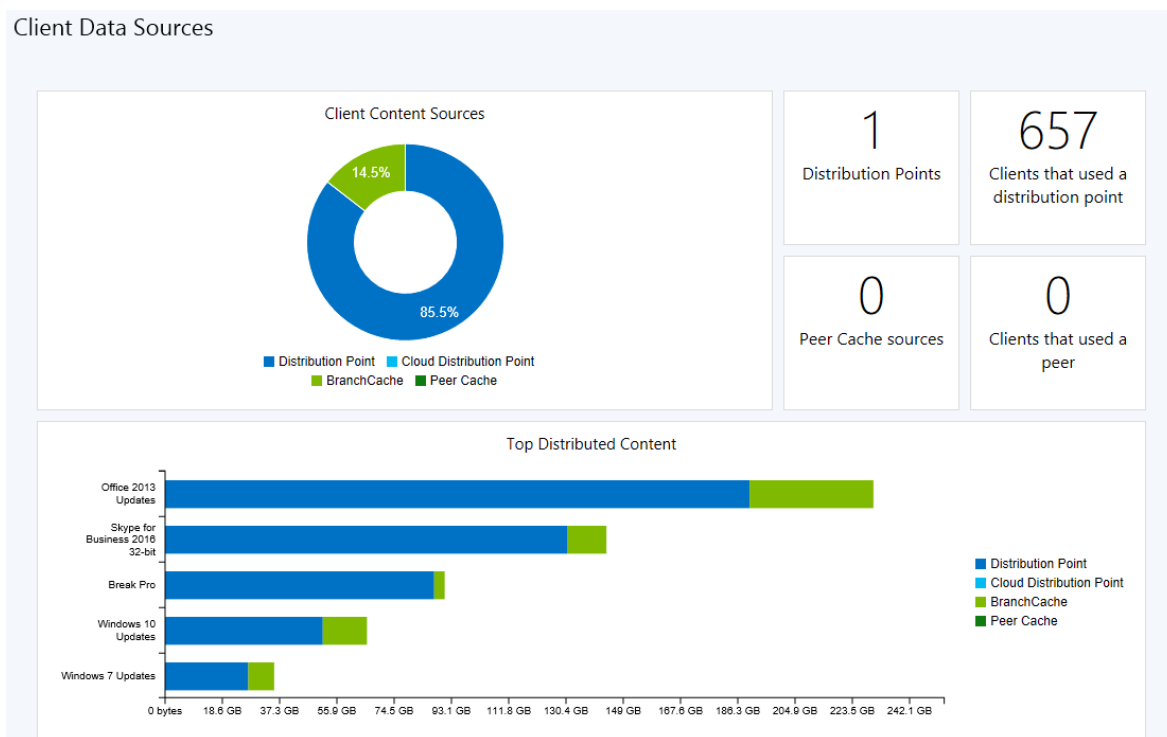 Client Data Sources
Client Content Sources
14.5%
85.5%
Distribution Point Cloud Distribution Point
BranchCache Peer Cache
1
Distribution Points
657
Clients that used a
distribution point
0
Peer Cache sources
0
Clients that used a
peer
Top Distributed Content
Office 2013
Updates
Skype for
Business 2016
32-bit
Break Pro
Windows 10
Updates
Windows 7 Updates
0 bytes 18.6 GB 37.3 GB 55.9 GB 74.5 GB 93.1 GB 111.8 GB 130.4 GB 149 GB 167.6 GB 186.3 GB 204.9 GB 223.5 GB 242.1 GB
Distribution Point
Cloud Distribution Point
BranchCache
Peer Cache